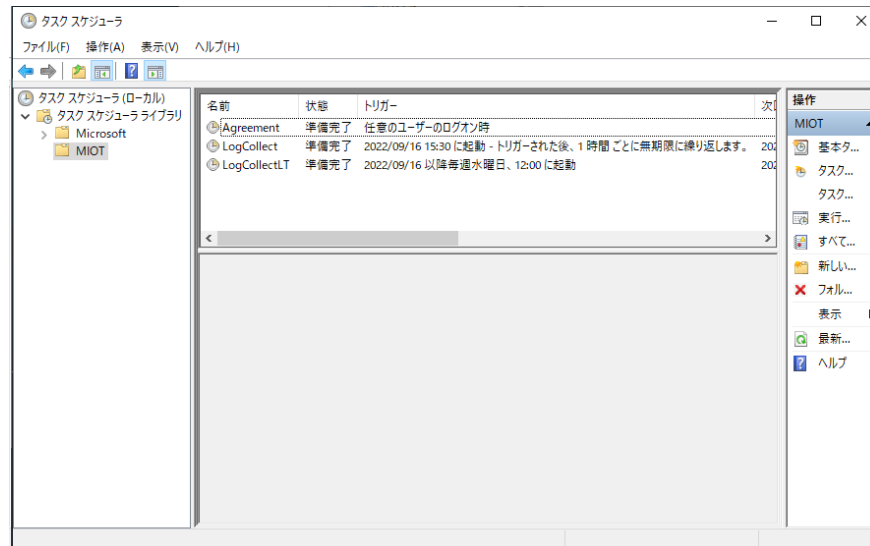 タスク スケジューラ
ファイル(F) 操作(A) 表示(V) ヘルプ(H)
タスク スケジューラ (ローカル)
タスク スケジューラ ライブラリ
Microsoft
MIOT
名前 状態 トリガー 次
Agreement 準備完了 任意のユーザーのログオン時
LogCollect 準備完了 2022/09/16 15:30 に起動 - トリガーされた後、1 時間 ごとに無期限に繰り返します。 202
LogCollectLT 準備完了 2022/09/16 以降毎週水曜日、12:00 に起動 202
操作
MIOT
基本タ...
タスク...
タスク...
実行...
すべて...
新しい...
フォル...
表示
最新...
ヘルプ